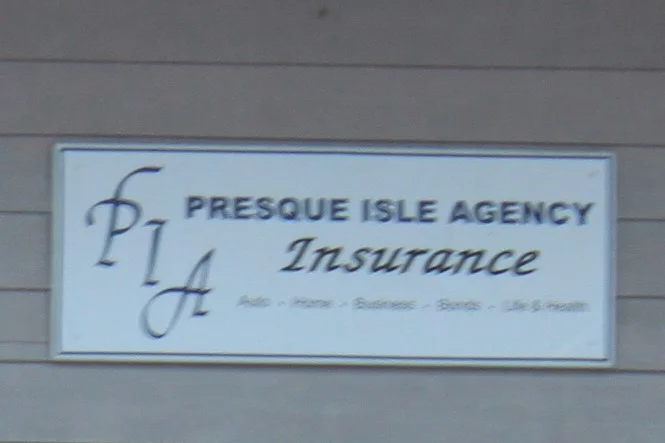 PIA
PRESQUE ISLE AGENCY
Insurance
Auto - Home - Business - Bonds - Life & Health